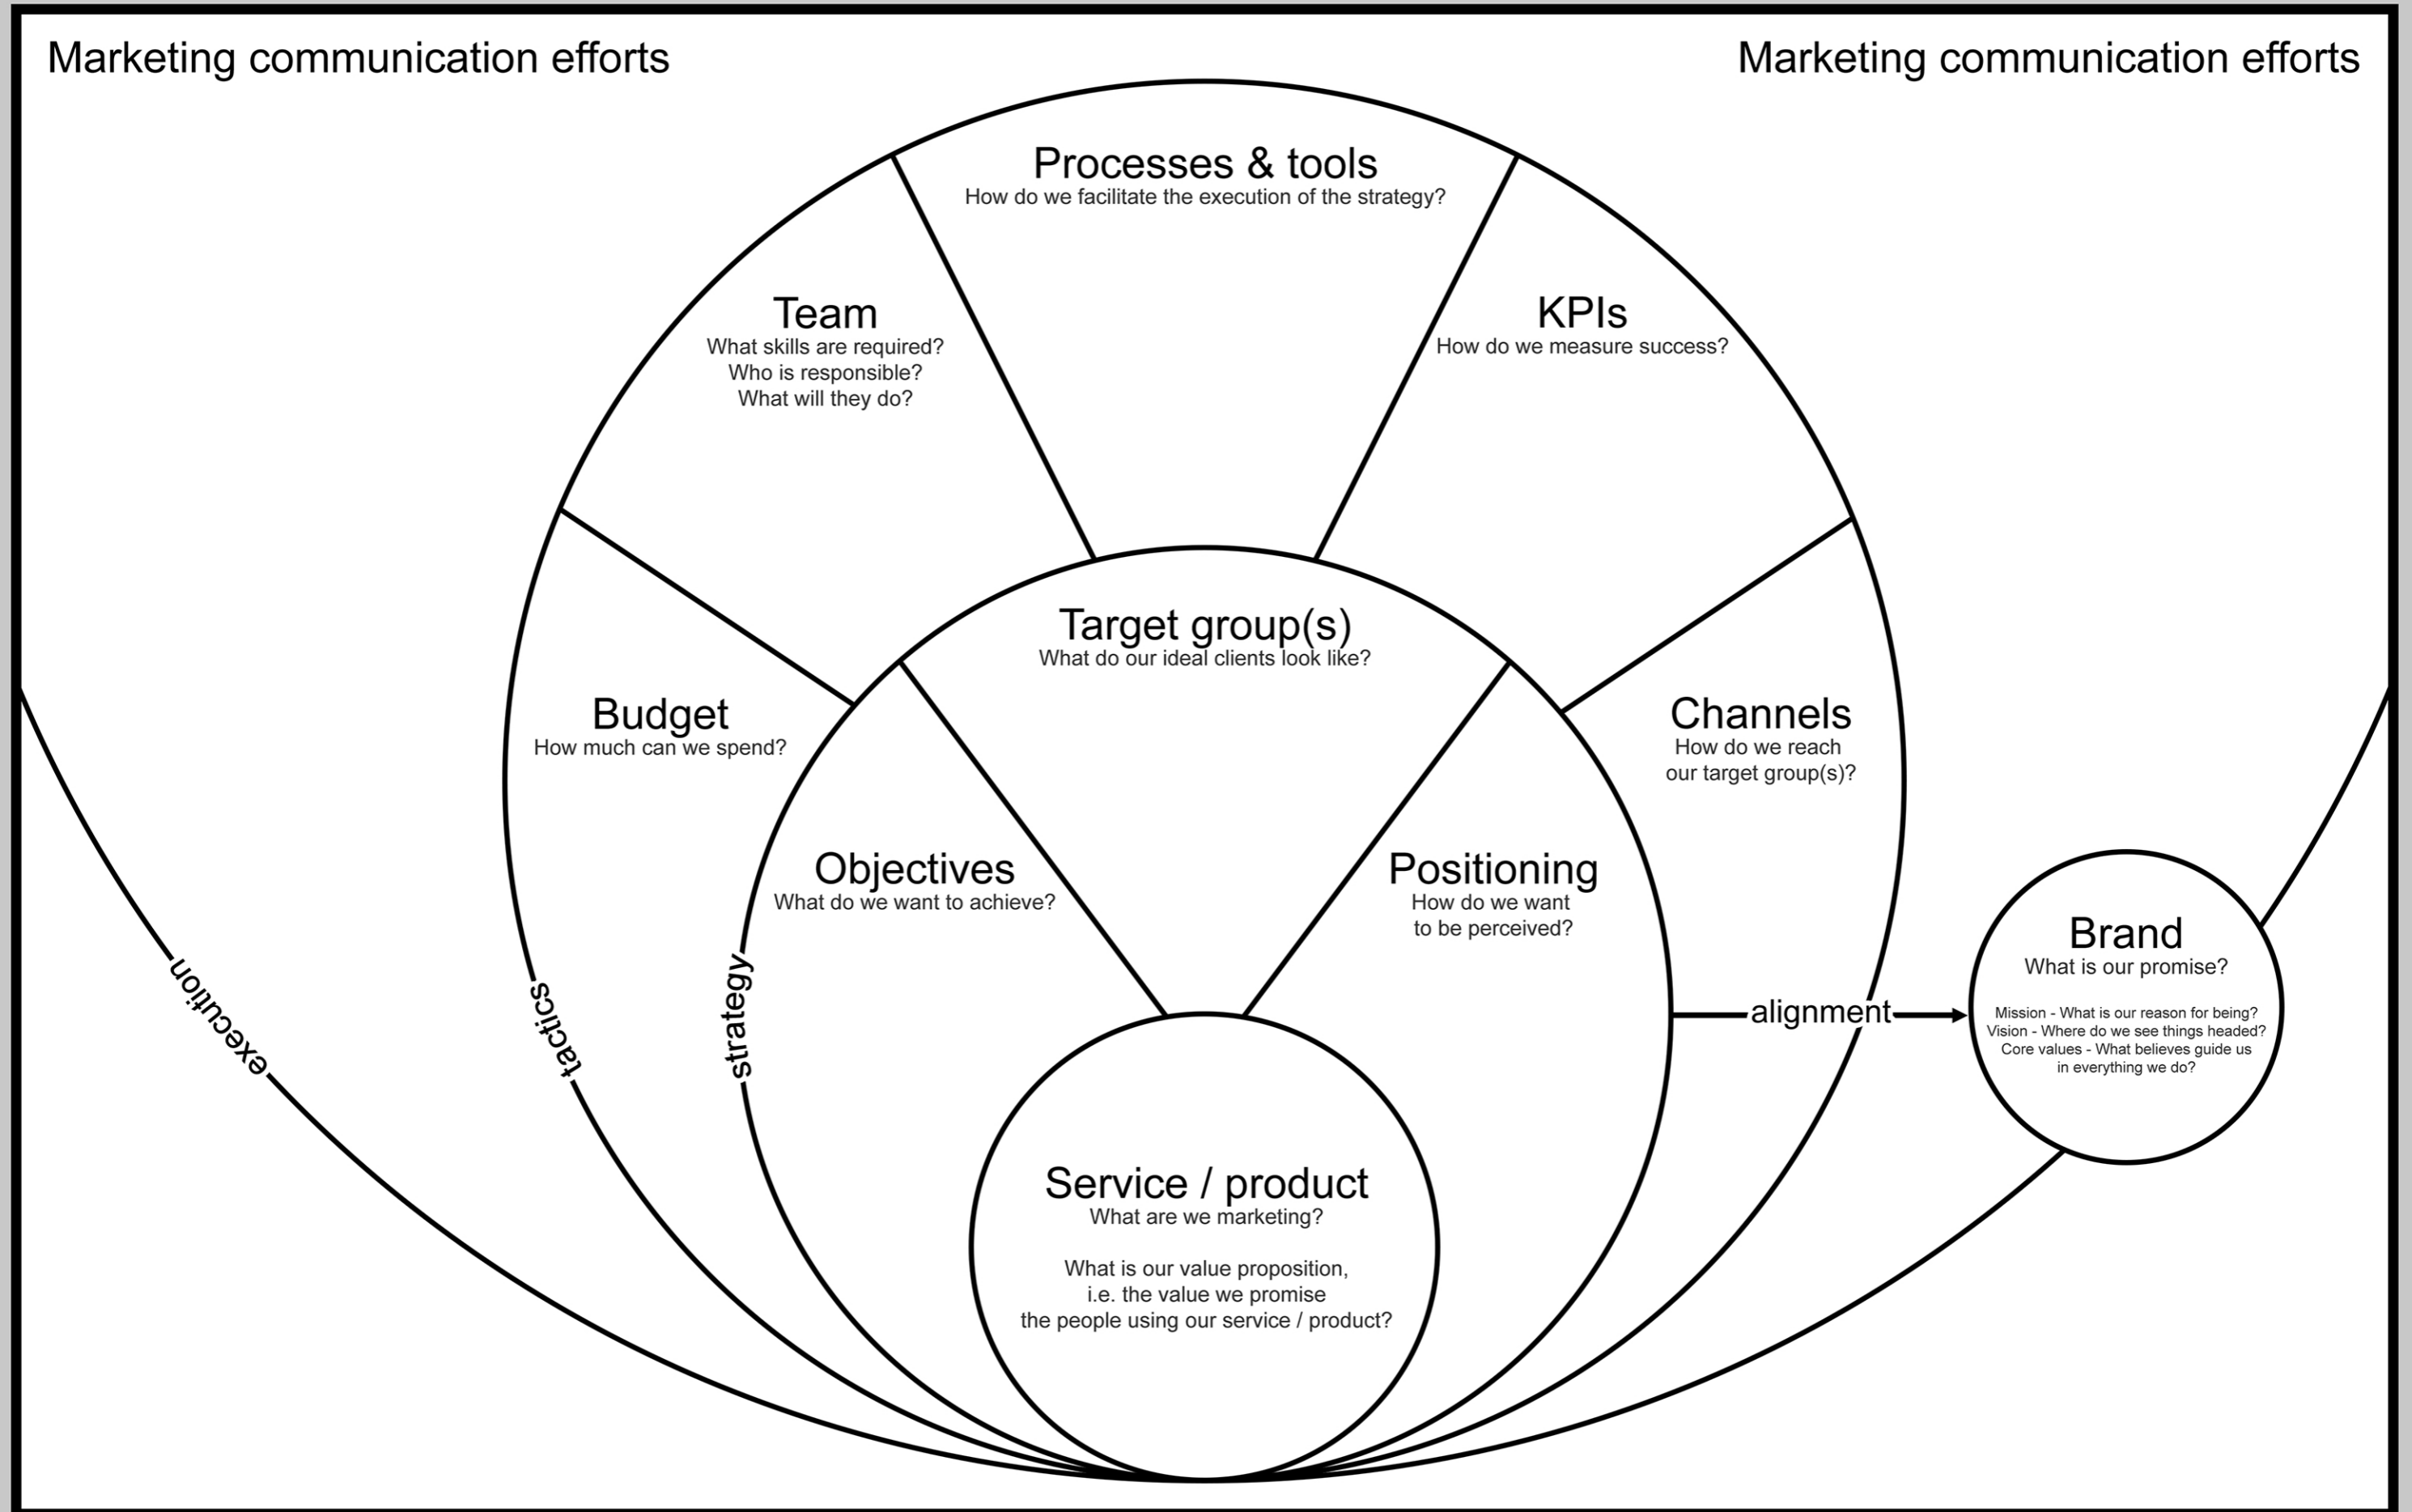 Marketing communication efforts
Marketing communication efforts
Processes & tools
How do we facilitate the execution of the strategy?
Team
What skills are required?
Who is responsible?
What will they do?
KPIs
How do we measure success?
Target group(s)
What do our ideal clients look like?
Budget
How much can we spend?
Channels
How do we reach
our target group(s)?
Objectives
What do we want to achieve?
Positioning
How do we want
to be perceived?
Brand
What is our promise?
Mission - What is our reason for being?
Vision - Where do we see things headed?
Core values - What believes guide us
in everything we do?
execution
tactics
strategy
alignment
Service / product
What are we marketing?
What is our value proposition,
i.e. the value we promise
the people using our service / product?